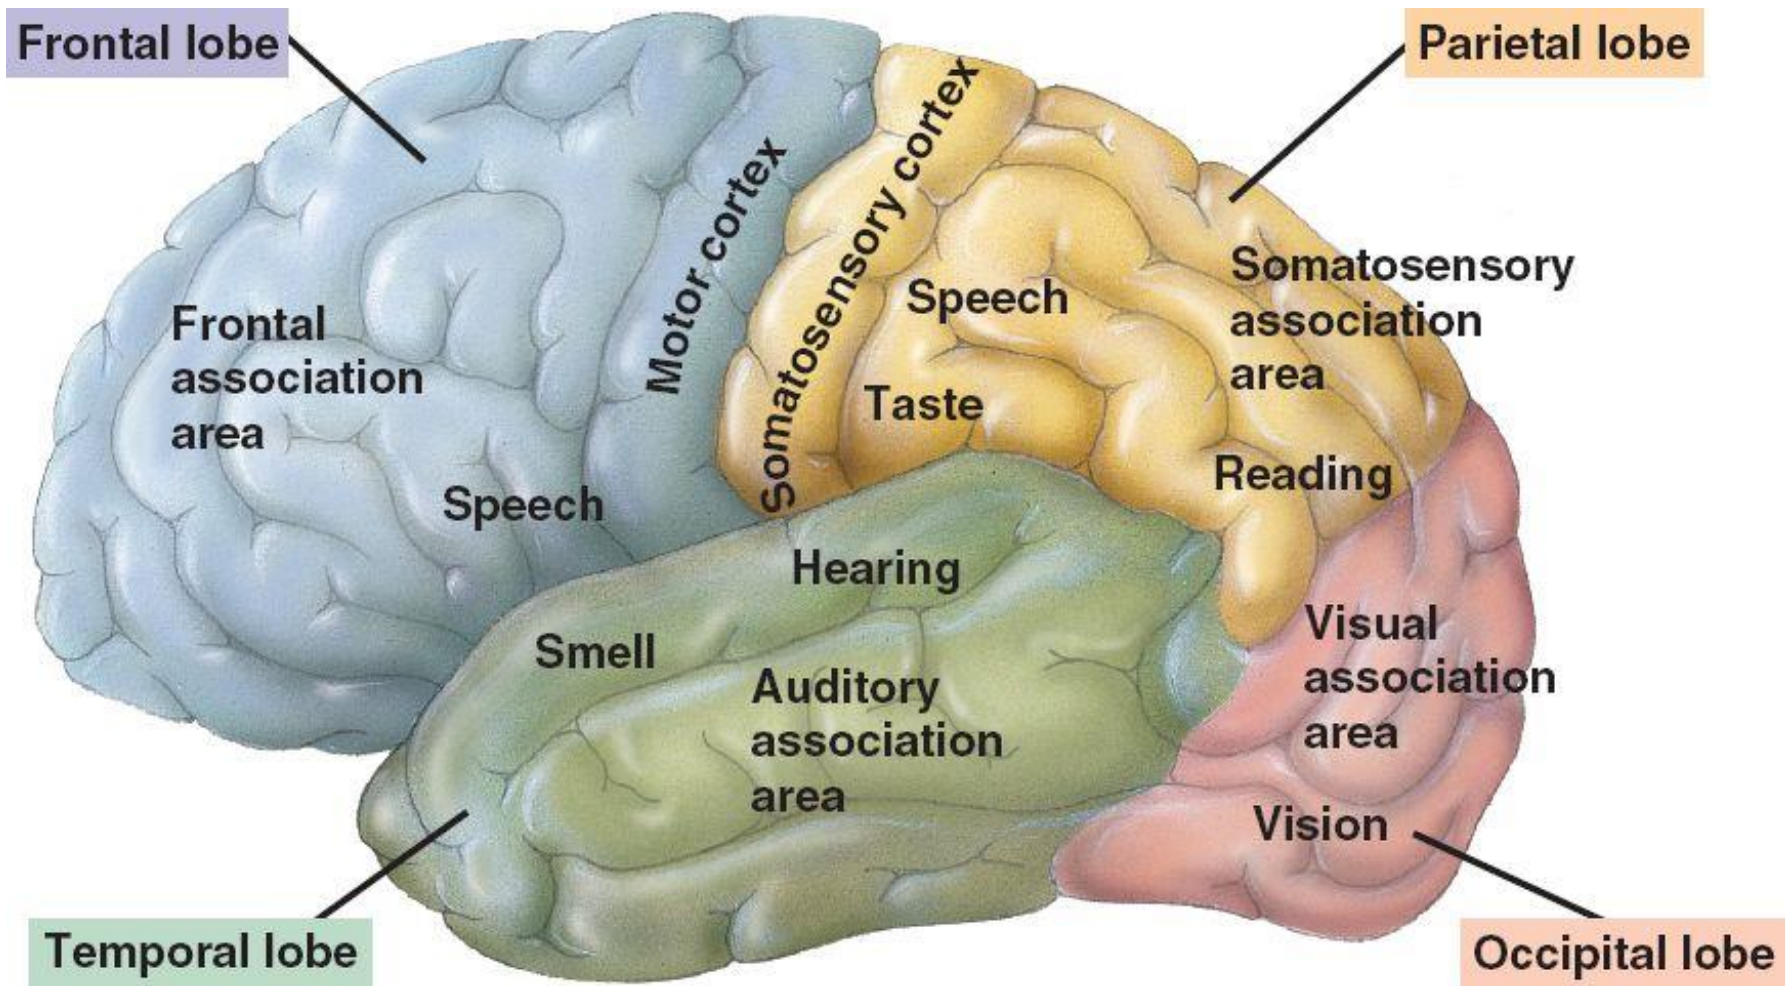 Frontal lobe
Parietal lobe
Motor cortex
Somatosensory cortex
Frontal
association
area
Speech
Speech
Taste
Somatosensory
association
area
Reading
Hearing
Smell
Auditory
association
area
Visual
association
area
Vision
Temporal lobe
Occipital lobe